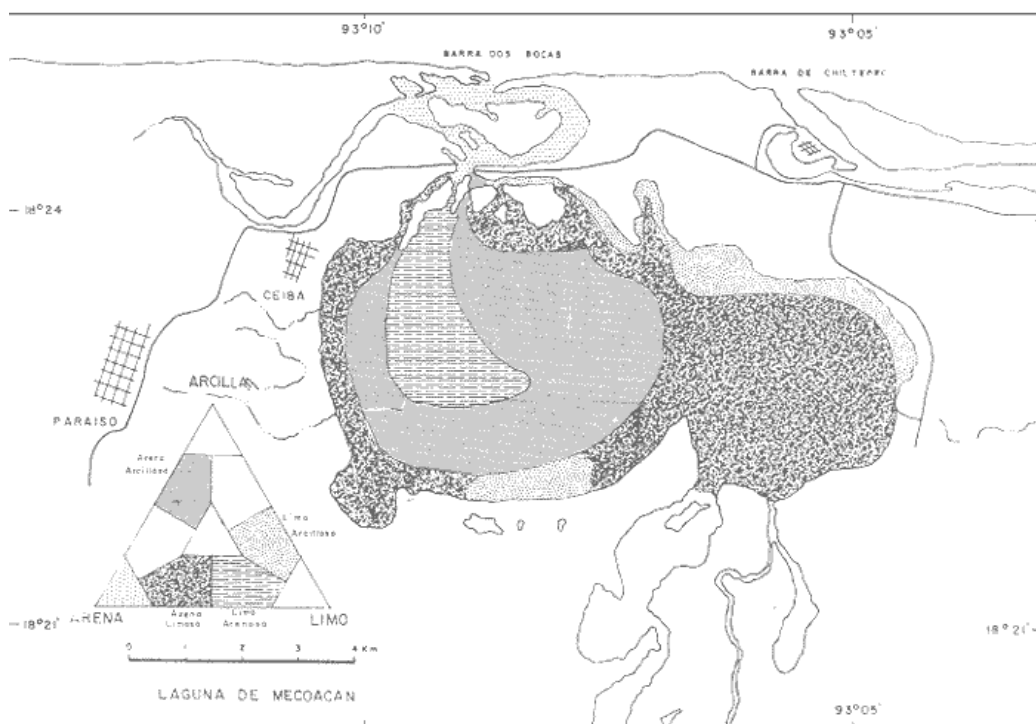 93°10'
93°05'
BARRA DOS BOCAS
BARRA DE CHILTEPEC
18°24
CEIBA
PARAISO
ARCILLA
Arena
Arcillosa
Limo
Arcilloso
ARENA
Arena
Limosa
Limo
Arenoso
LIMO
18°21'
18°21'
0 1 2 3 4 Km
LAGUNA DE MECOACAN
93°05'